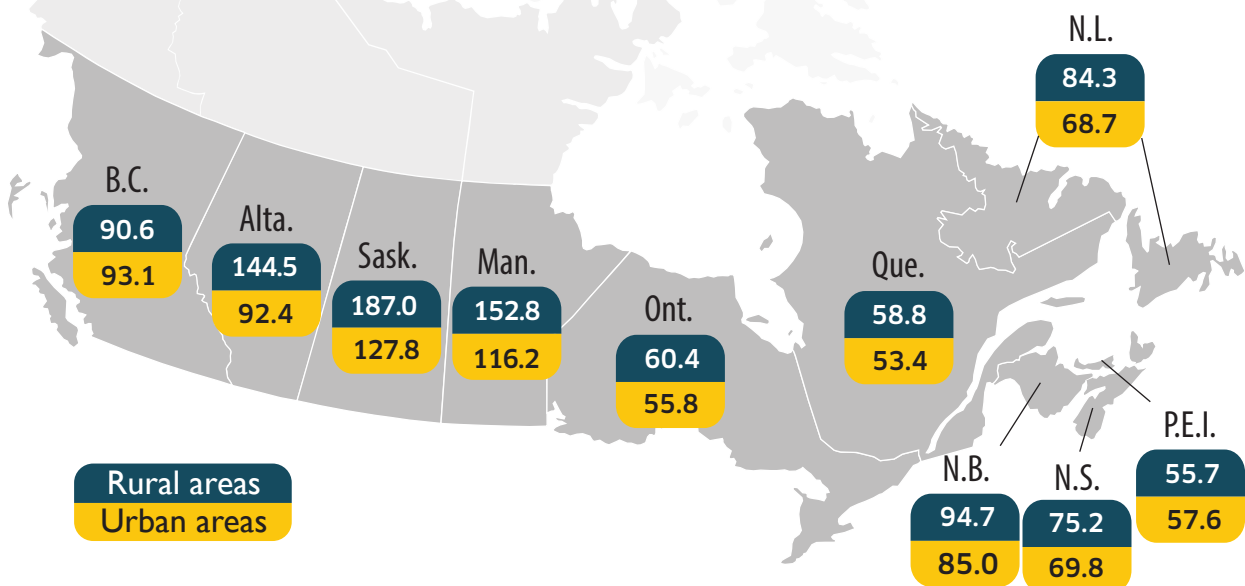 N.L.
84.3
68.7
B.C.
90.6
93.1
Alta.
144.5
92.4
Sask.
187.0
127.8
Man.
152.8
116.2
Ont.
60.4
55.8
Que.
58.8
53.4
P.E.I.
55.7
57.6
N.B.
94.7
85.0
N.S.
75.2
69.8
Rural areas
Urban areas